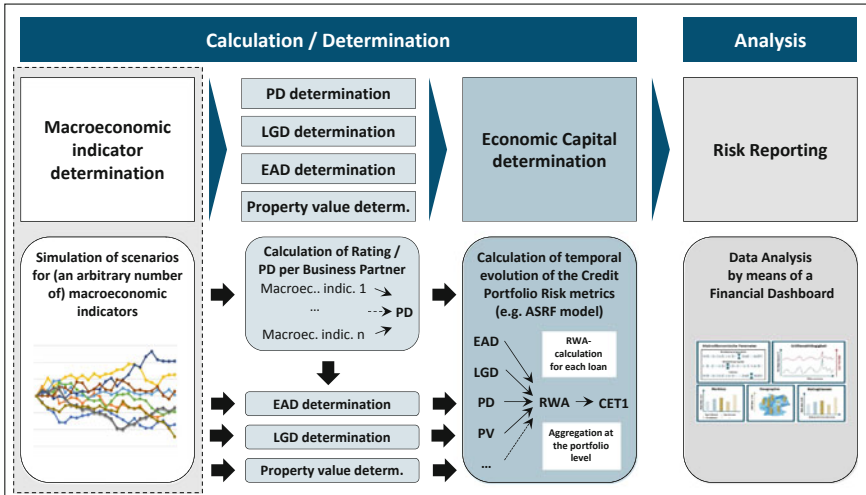 Calculation / Determination
Analysis
Macroeconomic
indicator
determination
PD determination
LGD determination
EAD determination
Property value determ.
Economic Capital
determination
Risk Reporting
Simulation of scenarios
for (an arbitrary number
of) macroeconomic
indicators
Calculation of Rating /
PD per Business Partner
Macroec.. indic. 1
...
PD
Macroec. indic. n
EAD determination
LGD determination
Property value determ.
Calculation of temporal
evolution of the Credit
Portfolio Risk metrics
(e.g. ASRF model)
EAD
LGD
PD
PV
...
RWA
CET1
RWA-
calculation
for each loan
Aggregation at
the portfolio
level
Data Analysis
by means of a
Financial Dashboard